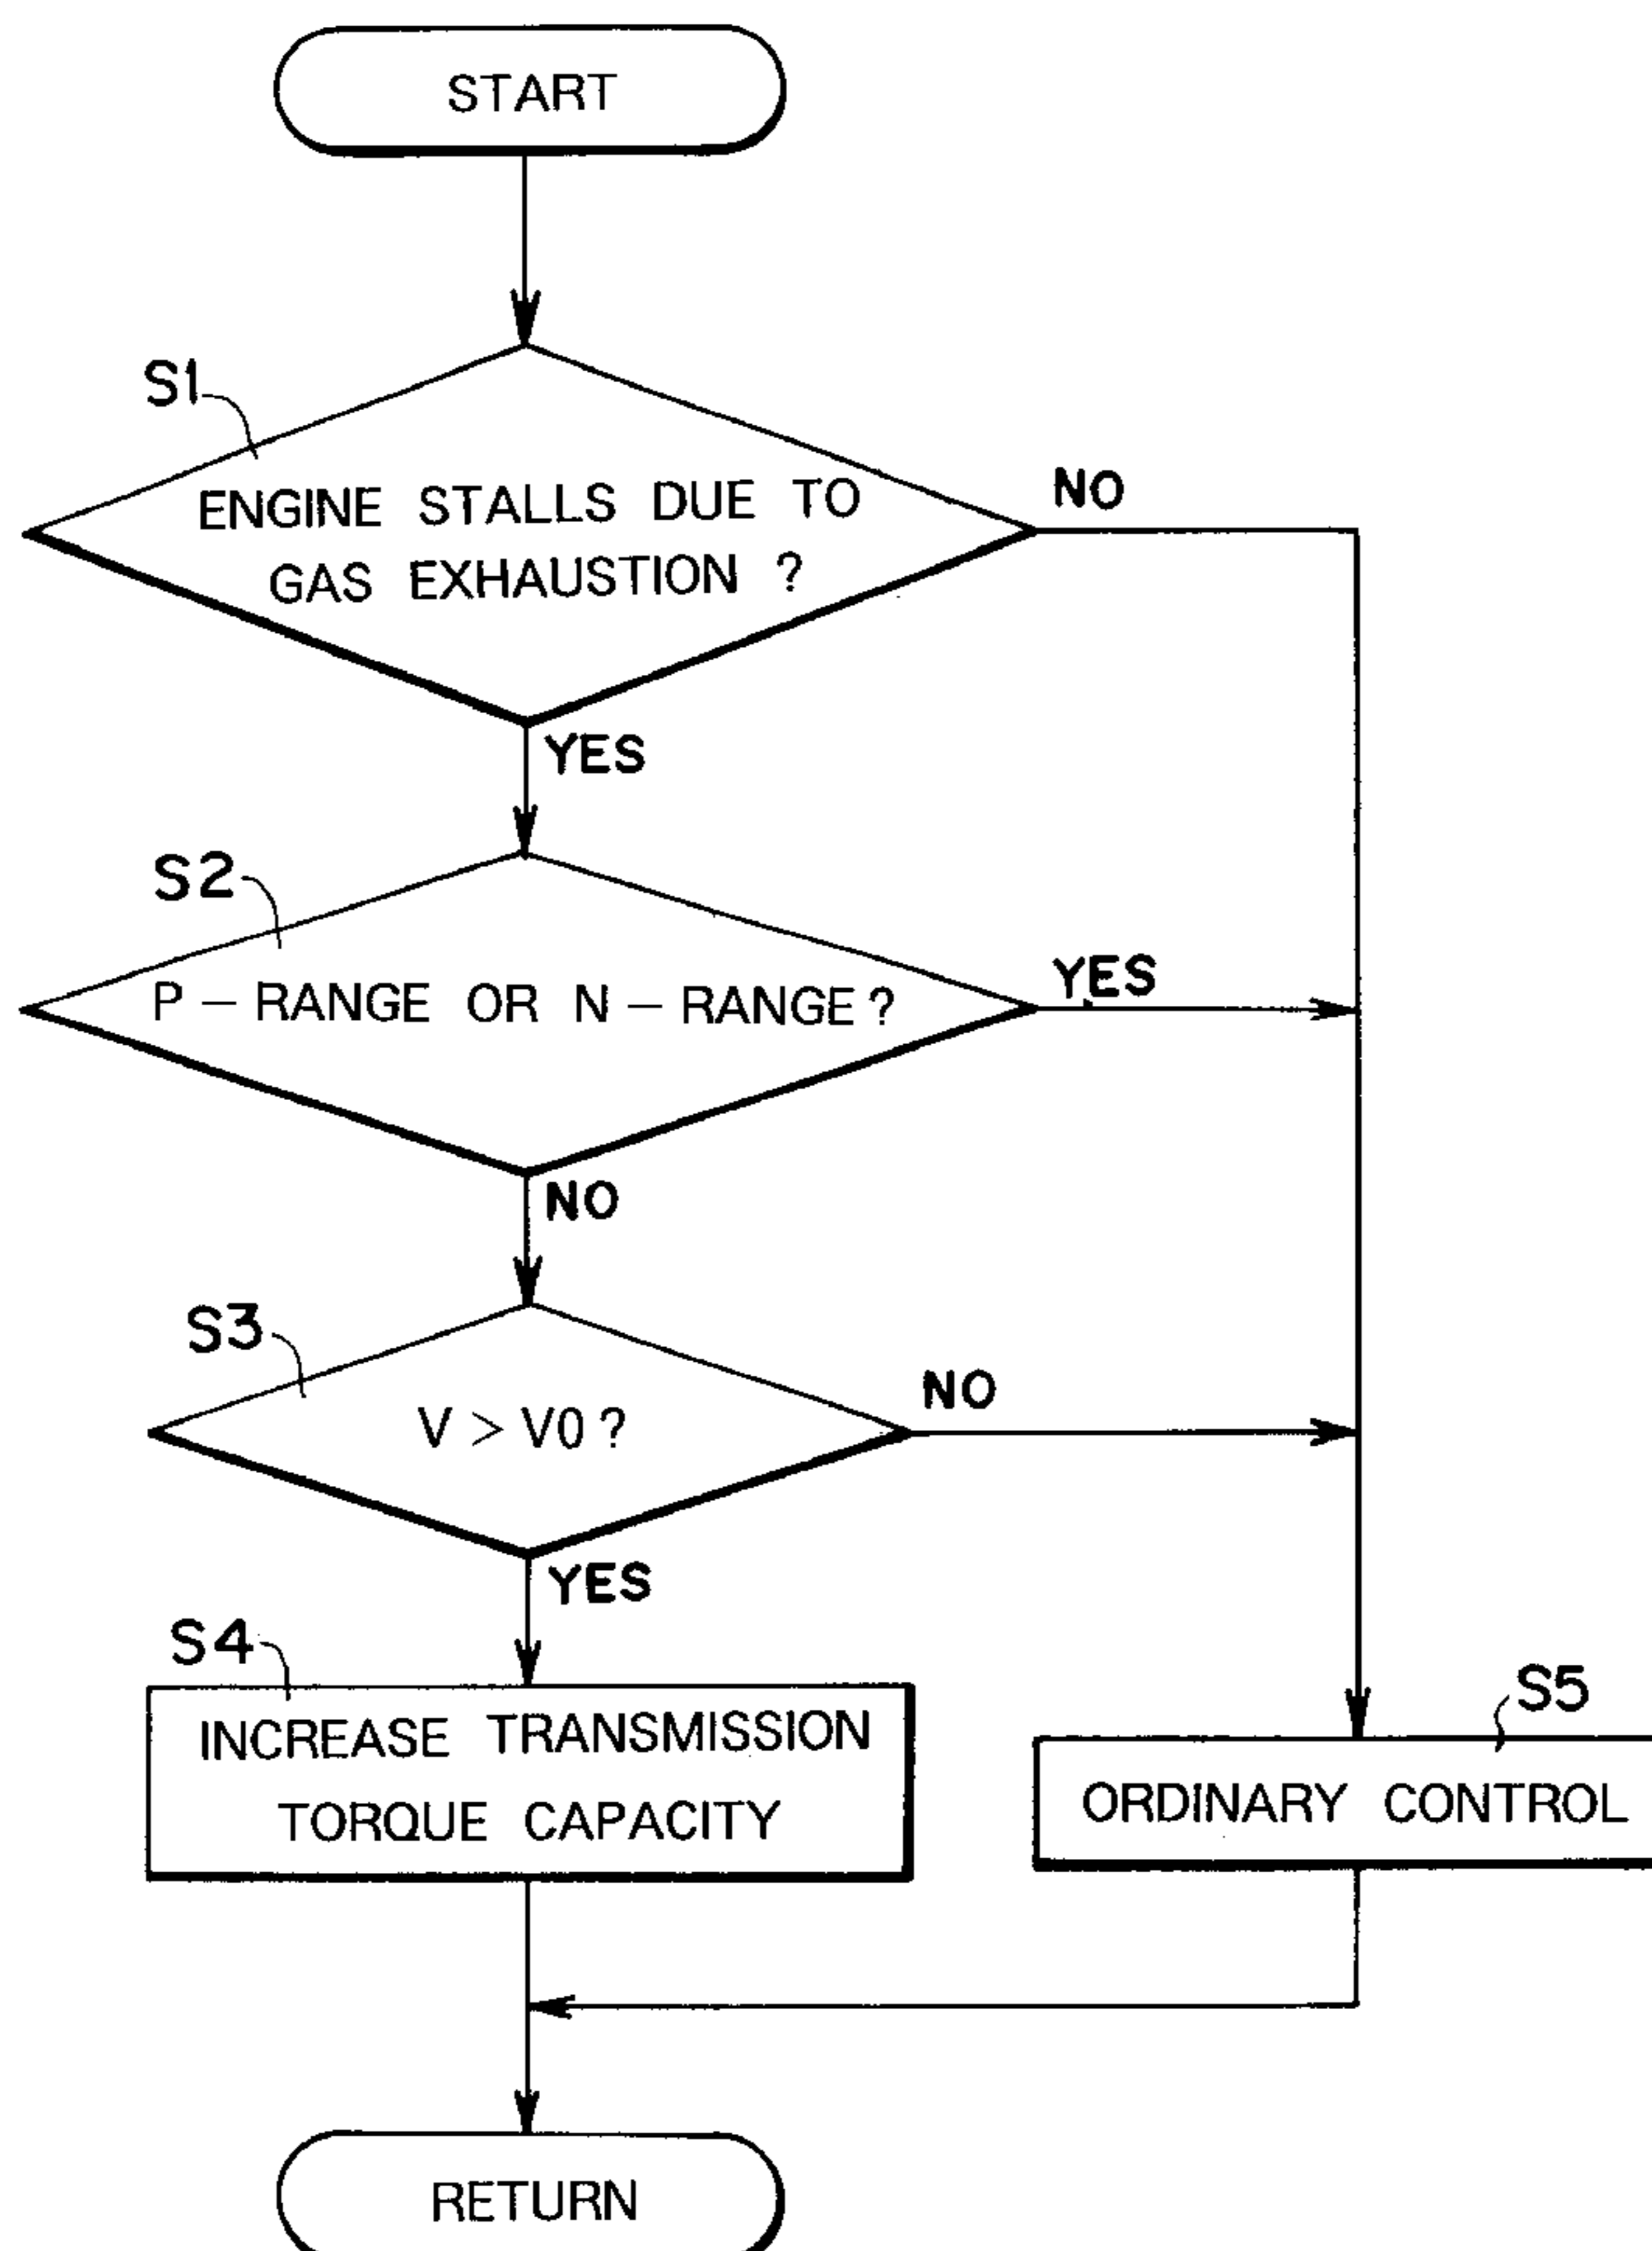 START
S1
ENGINE STALLS DUE TO
GAS EXHAUSTION ?
NO
YES
S2
P – RANGE OR N – RANGE ?
YES
NO
S3
V > V0 ?
NO
YES
S4
INCREASE TRANSMISSION
TORQUE CAPACITY
S5
ORDINARY CONTROL
RETURN